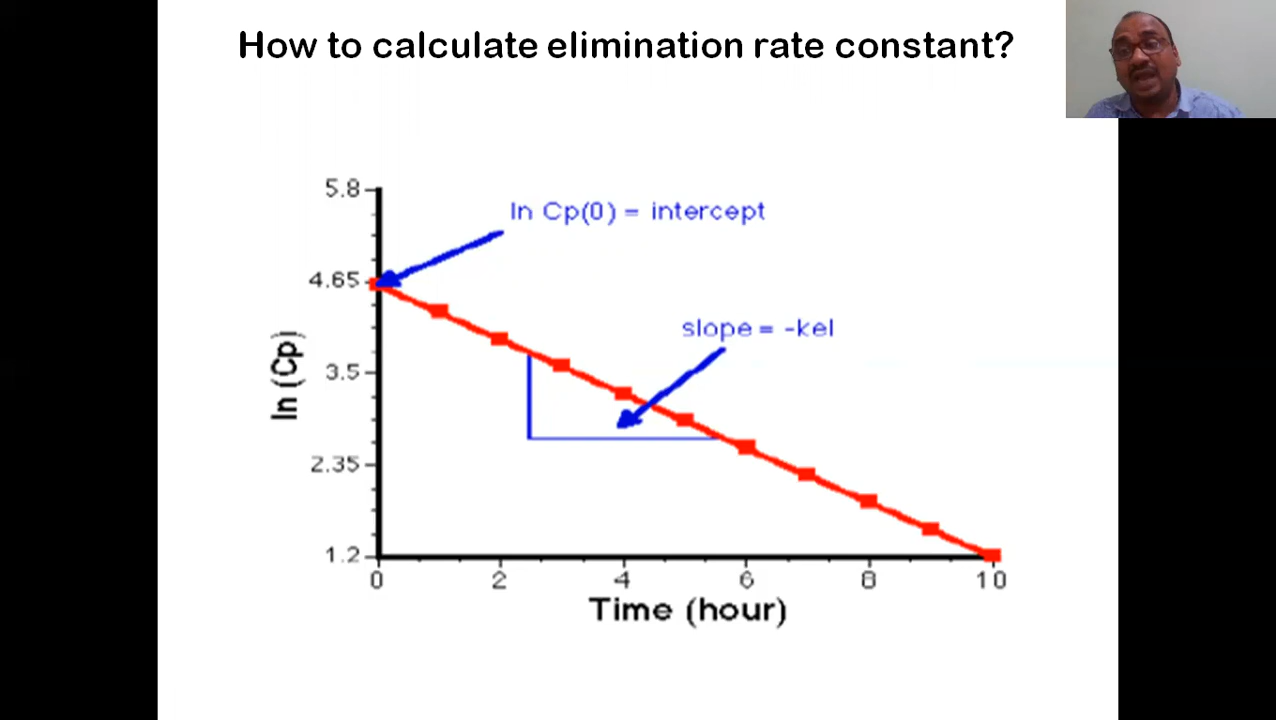 How to calculate elimination rate constant?
5.8
ln Cp(0) = intercept
4.65
slope = -kel
3.5
ln (Cp)
2.35
1.2
0 2 4 6 8 10
Time (hour)